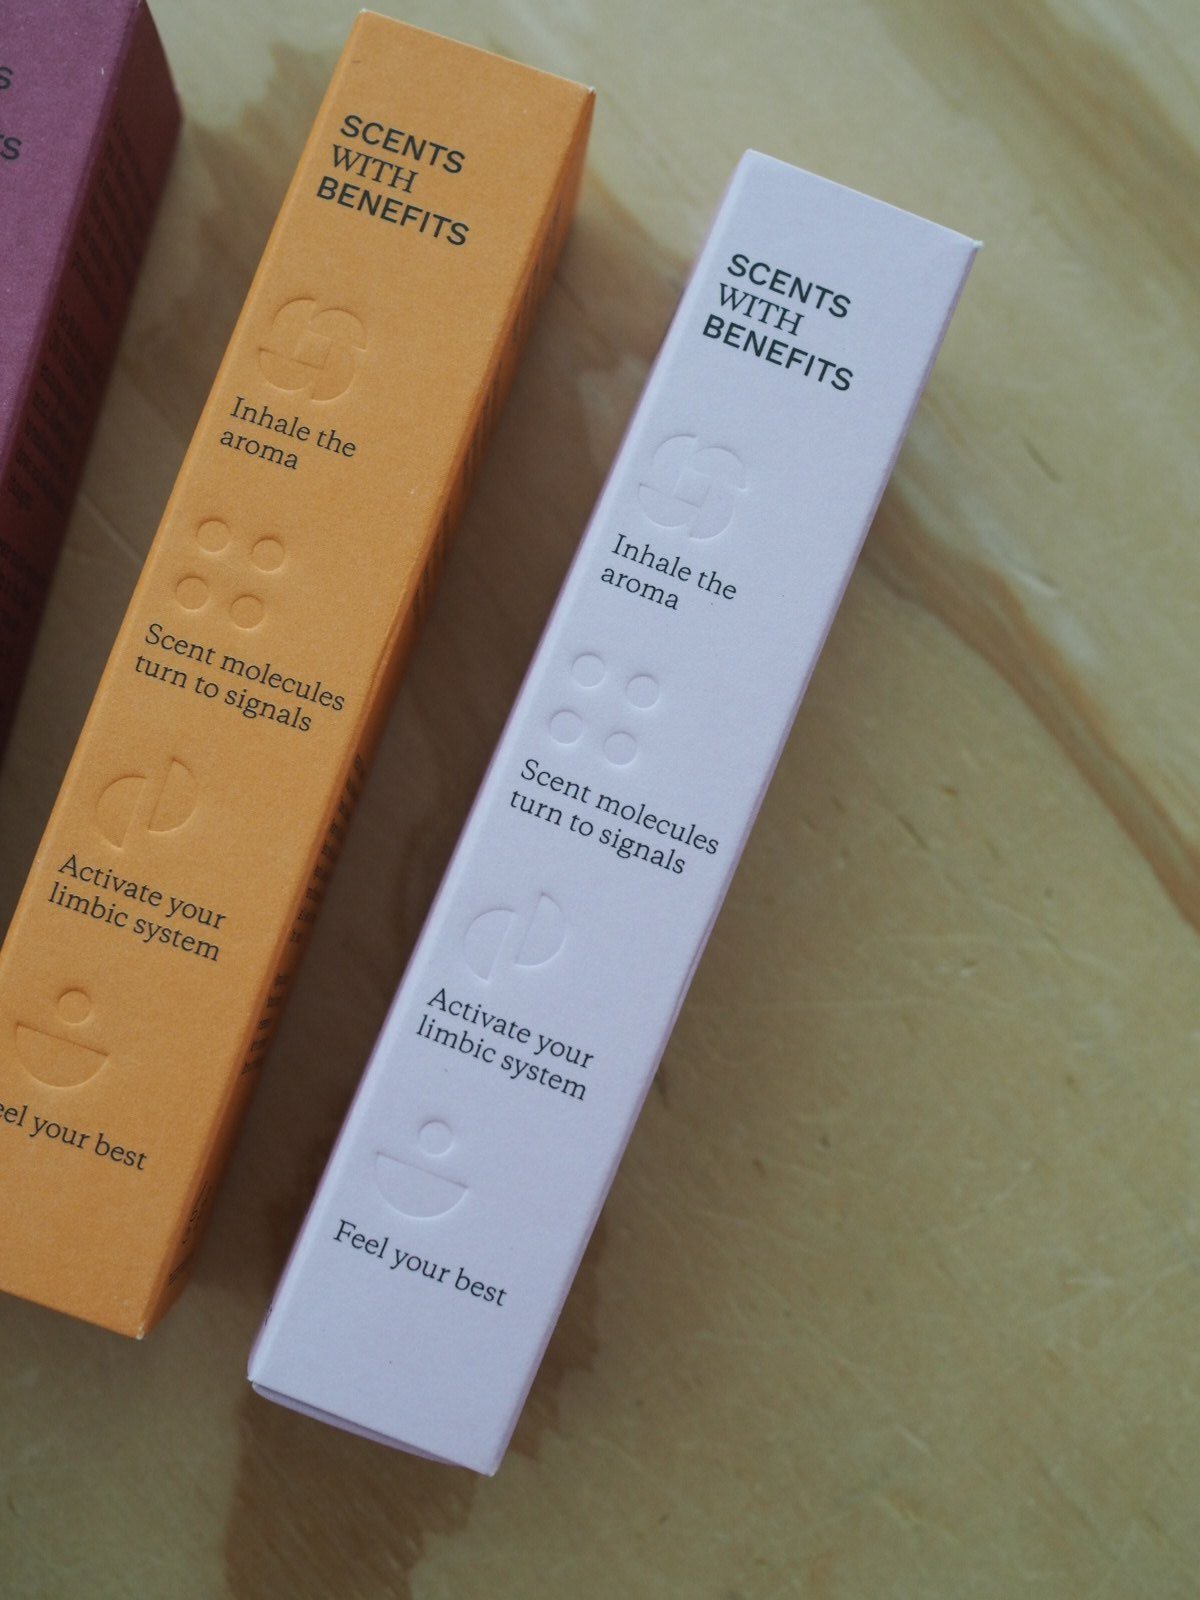 S
TS
SCENTS
WITH
BENEFITS
Inhale the
aroma
Scent molecules
turn to signals
Activate your
limbic system
eel your best
SCENTS
WITH
BENEFITS
Inhale the
aroma
Scent molecules
turn to signals
Activate your
limbic system
Feel your best